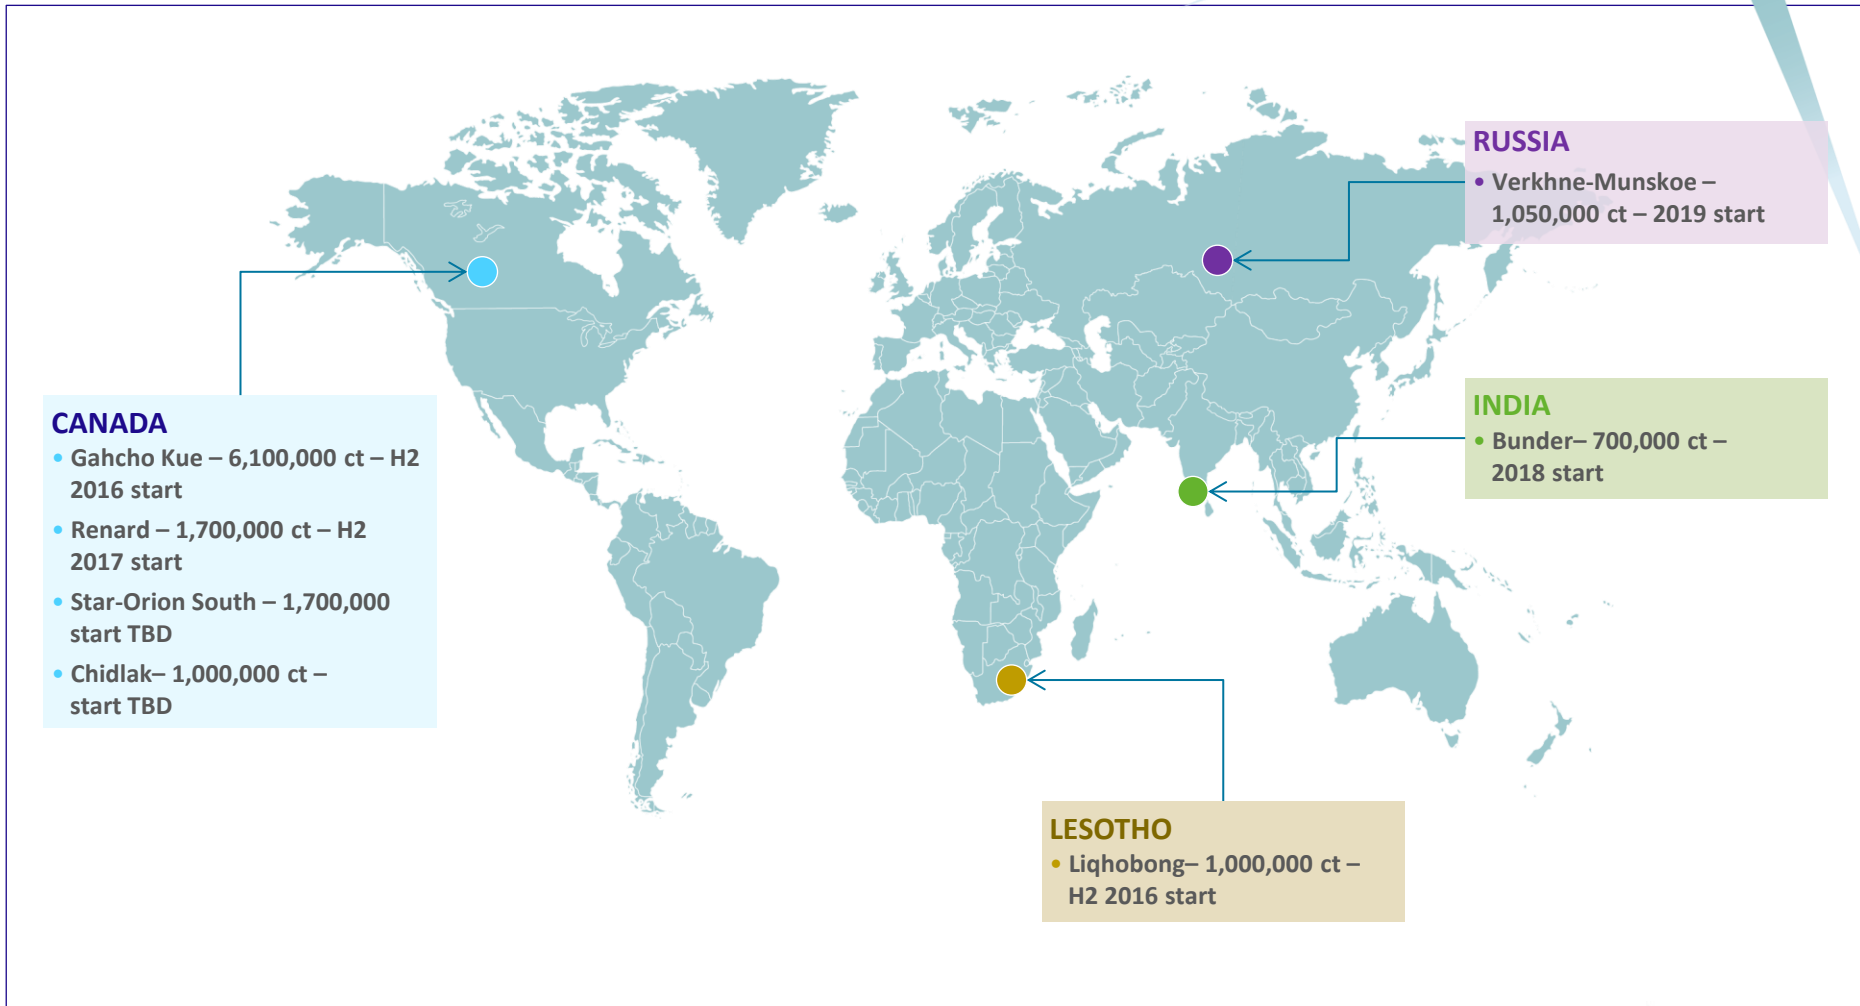 RUSSIA
• Verkhne-Munskoe –
1,050,000 ct – 2019 start
INDIA
• Bunder– 700,000 ct –
2018 start
CANADA
• Gahcho Kue – 6,100,000 ct – H2
2016 start
• Renard – 1,700,000 ct – H2
2017 start
• Star-Orion South – 1,700,000
start TBD
• Chidlak– 1,000,000 ct –
start TBD
LESOTHO
• Liqhobong– 1,000,000 ct –
H2 2016 start